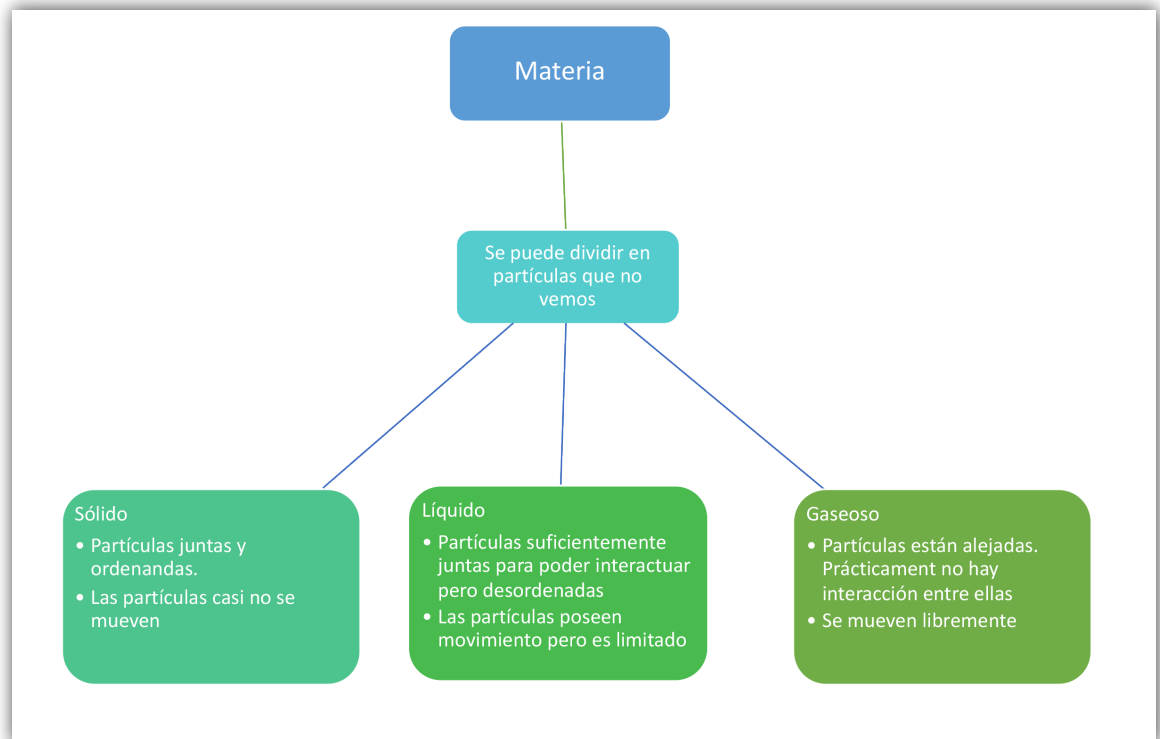 Materia
Se puede dividir en
partículas que no
vemos
Sólido
• Partículas juntas y
ordenandas.
• Las partículas casi no se
mueven
Líquido
• Partículas suficientemente
juntas para poder interactuar
pero desordenadas
• Las partículas poseen
movimiento pero es limitado
Gaseoso
• Partículas están alejadas.
Prácticament no hay
interacción entre ellas
• Se mueven libremente